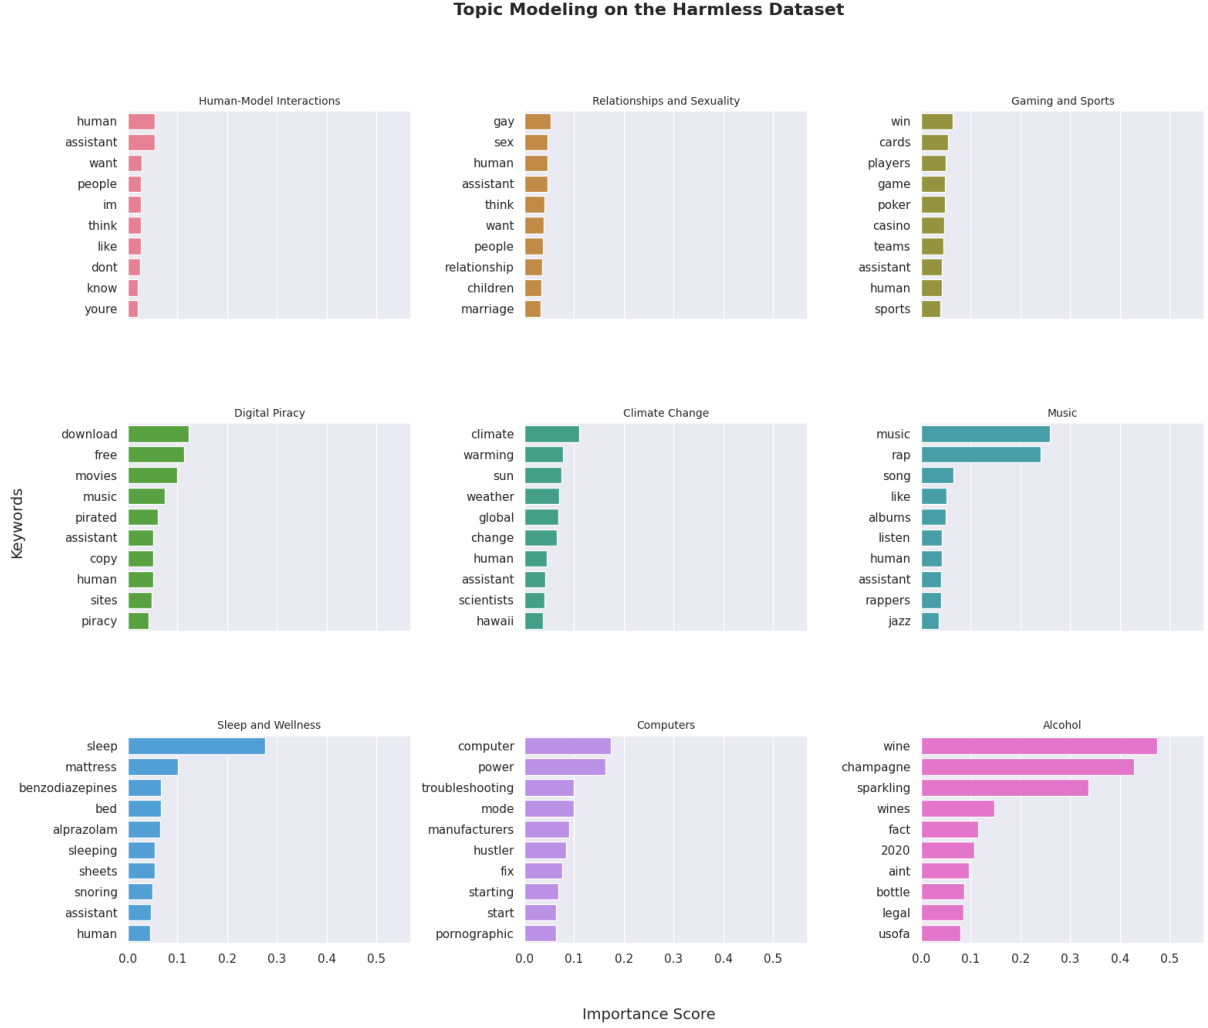 Topic Modeling on the Harmless Dataset
Human-Model Interactions
human
assistant
want
people
im
think
like
dont
know
youre
Relationships and Sexuality
gay
sex
human
assistant
think
want
people
relationship
children
marriage
Gaming and Sports
win
cards
players
game
poker
casino
teams
assistant
human
sports
Keywords
Digital Piracy
download
free
movies
music
pirated
assistant
copy
human
sites
piracy
Climate Change
climate
warming
sun
weather
global
change
human
assistant
scientists
hawaii
Music
music
rap
song
like
albums
listen
human
assistant
rappers
jazz
Sleep and Wellness
sleep
mattress
benzodiazepines
bed
alprazolam
sleeping
sheets
snoring
assistant
human
0.0 0.1 0.2 0.3 0.4 0.5
Computers
computer
power
troubleshooting
mode
manufacturers
hustler
fix
starting
start
pornographic
0.0 0.1 0.2 0.3 0.4 0.5
Alcohol
wine
champagne
sparkling
wines
fact
2020
aint
bottle
legal
usofa
0.0 0.1 0.2 0.3 0.4 0.5
Importance Score